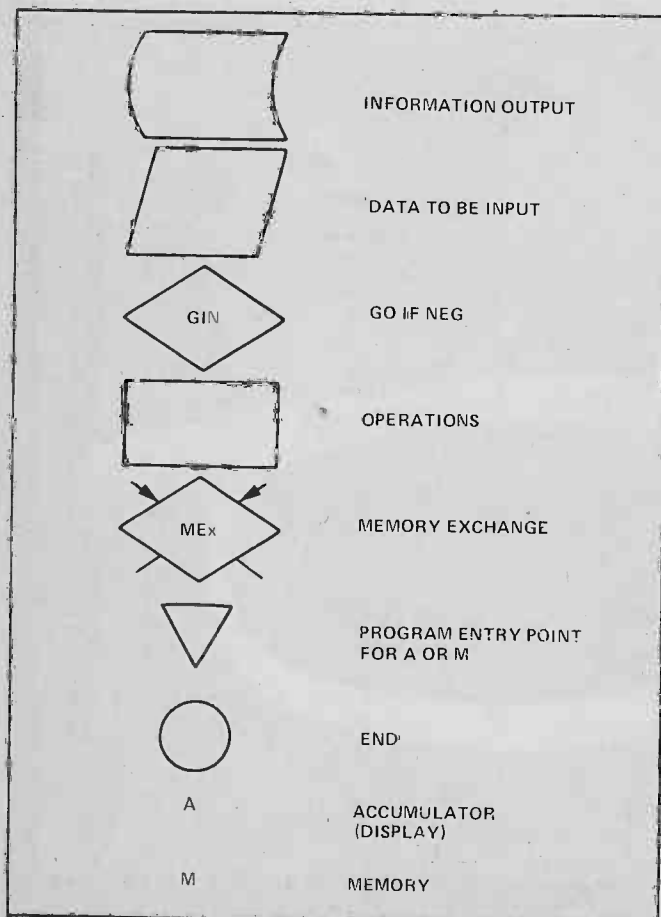 INFORMATION OUTPUT
DATA TO BE INPUT
GIN
GO IF NEG
OPERATIONS
MEx
MEMORY EXCHANGE
PROGRAM ENTRY POINT
FOR A OR M
END
A
ACCUMULATOR
(DISPLAY)
M
MEMORY